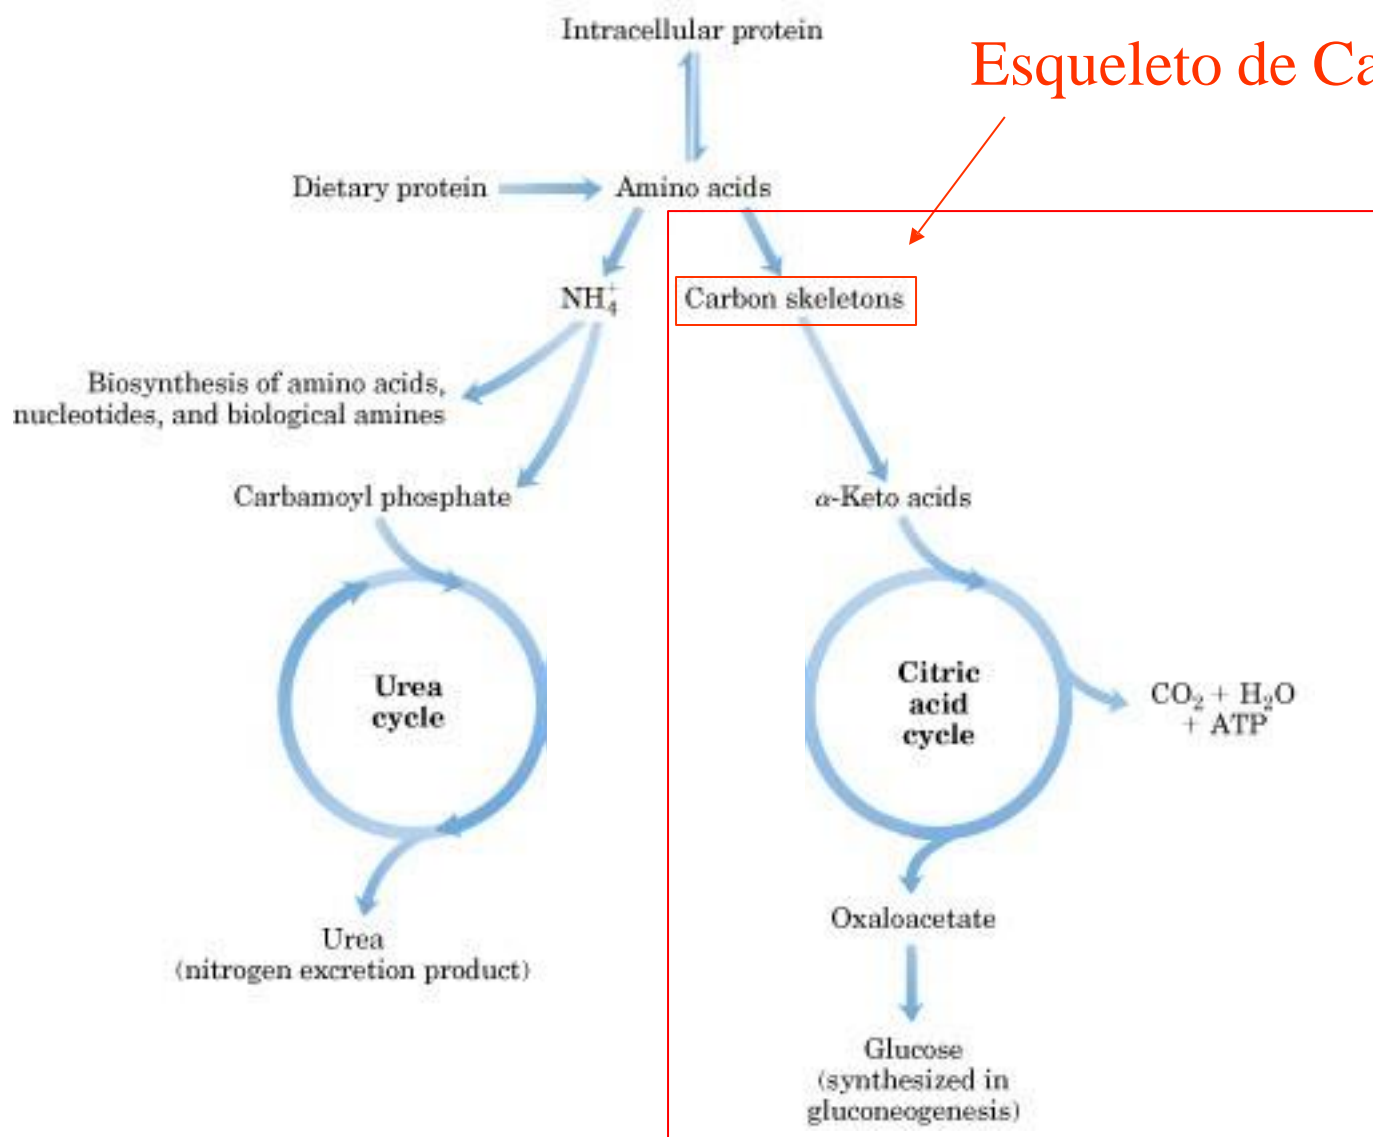 Intracellular protein
Esqueleto de
Dietary protein
Amino acids
NH₄⁺
Carbon skeletons
Biosynthesis of amino acids,
nucleotides, and biological amines
Carbamoyl phosphate
α-Keto acids
Urea
cycle
Citric
acid
cycle
CO₂ + H₂O
+ ATP
Urea
(nitrogen excretion product)
Oxaloacetate
Glucose
(synthesized in
gluconeogenesis)